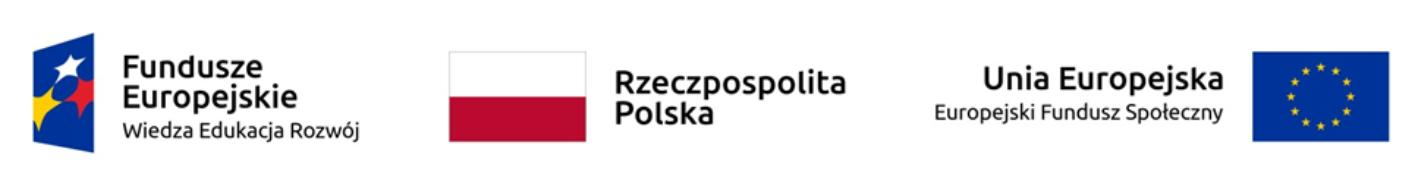 Fundusze
Europejskie
Wiedza Edukacja Rozwój
Rzeczpospolita
Polska
Unia Europejska
Europejski Fundusz Społeczny